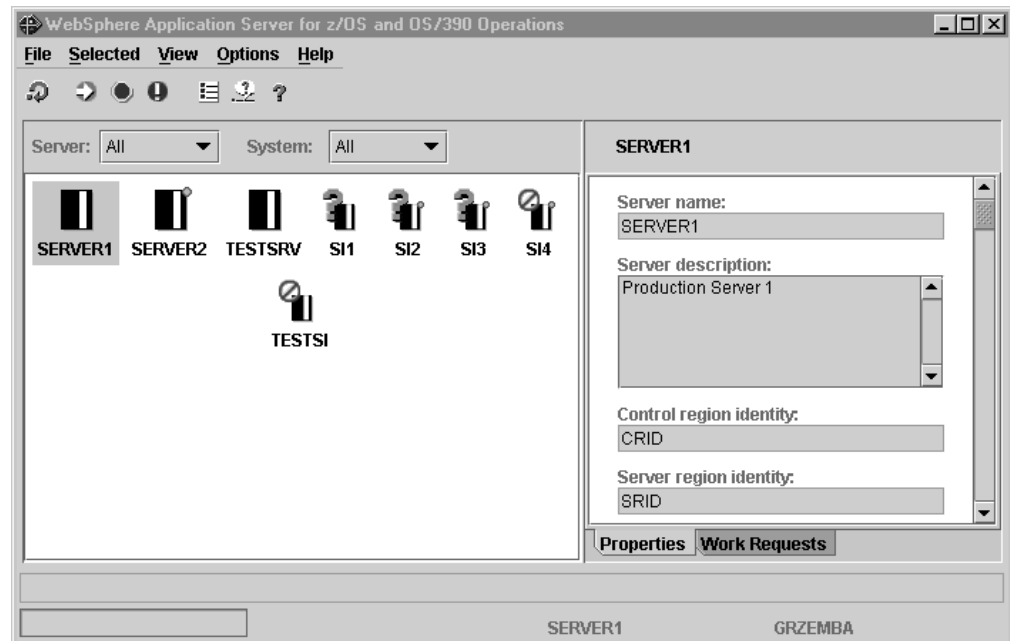 WebSphere Application Server for z/OS and OS/390 Operations
File Selected View Options Help
Server: All System: All
SERVER1
SERVER1 SERVER2 TESTSRV SI1 SI2 SI3 SI4
TESTSI
Server name:
SERVER1
Server description:
Production Server 1
Control region identity:
CRID
Server region identity:
SRID
Properties Work Requests
SERVER1 GRZEMBA